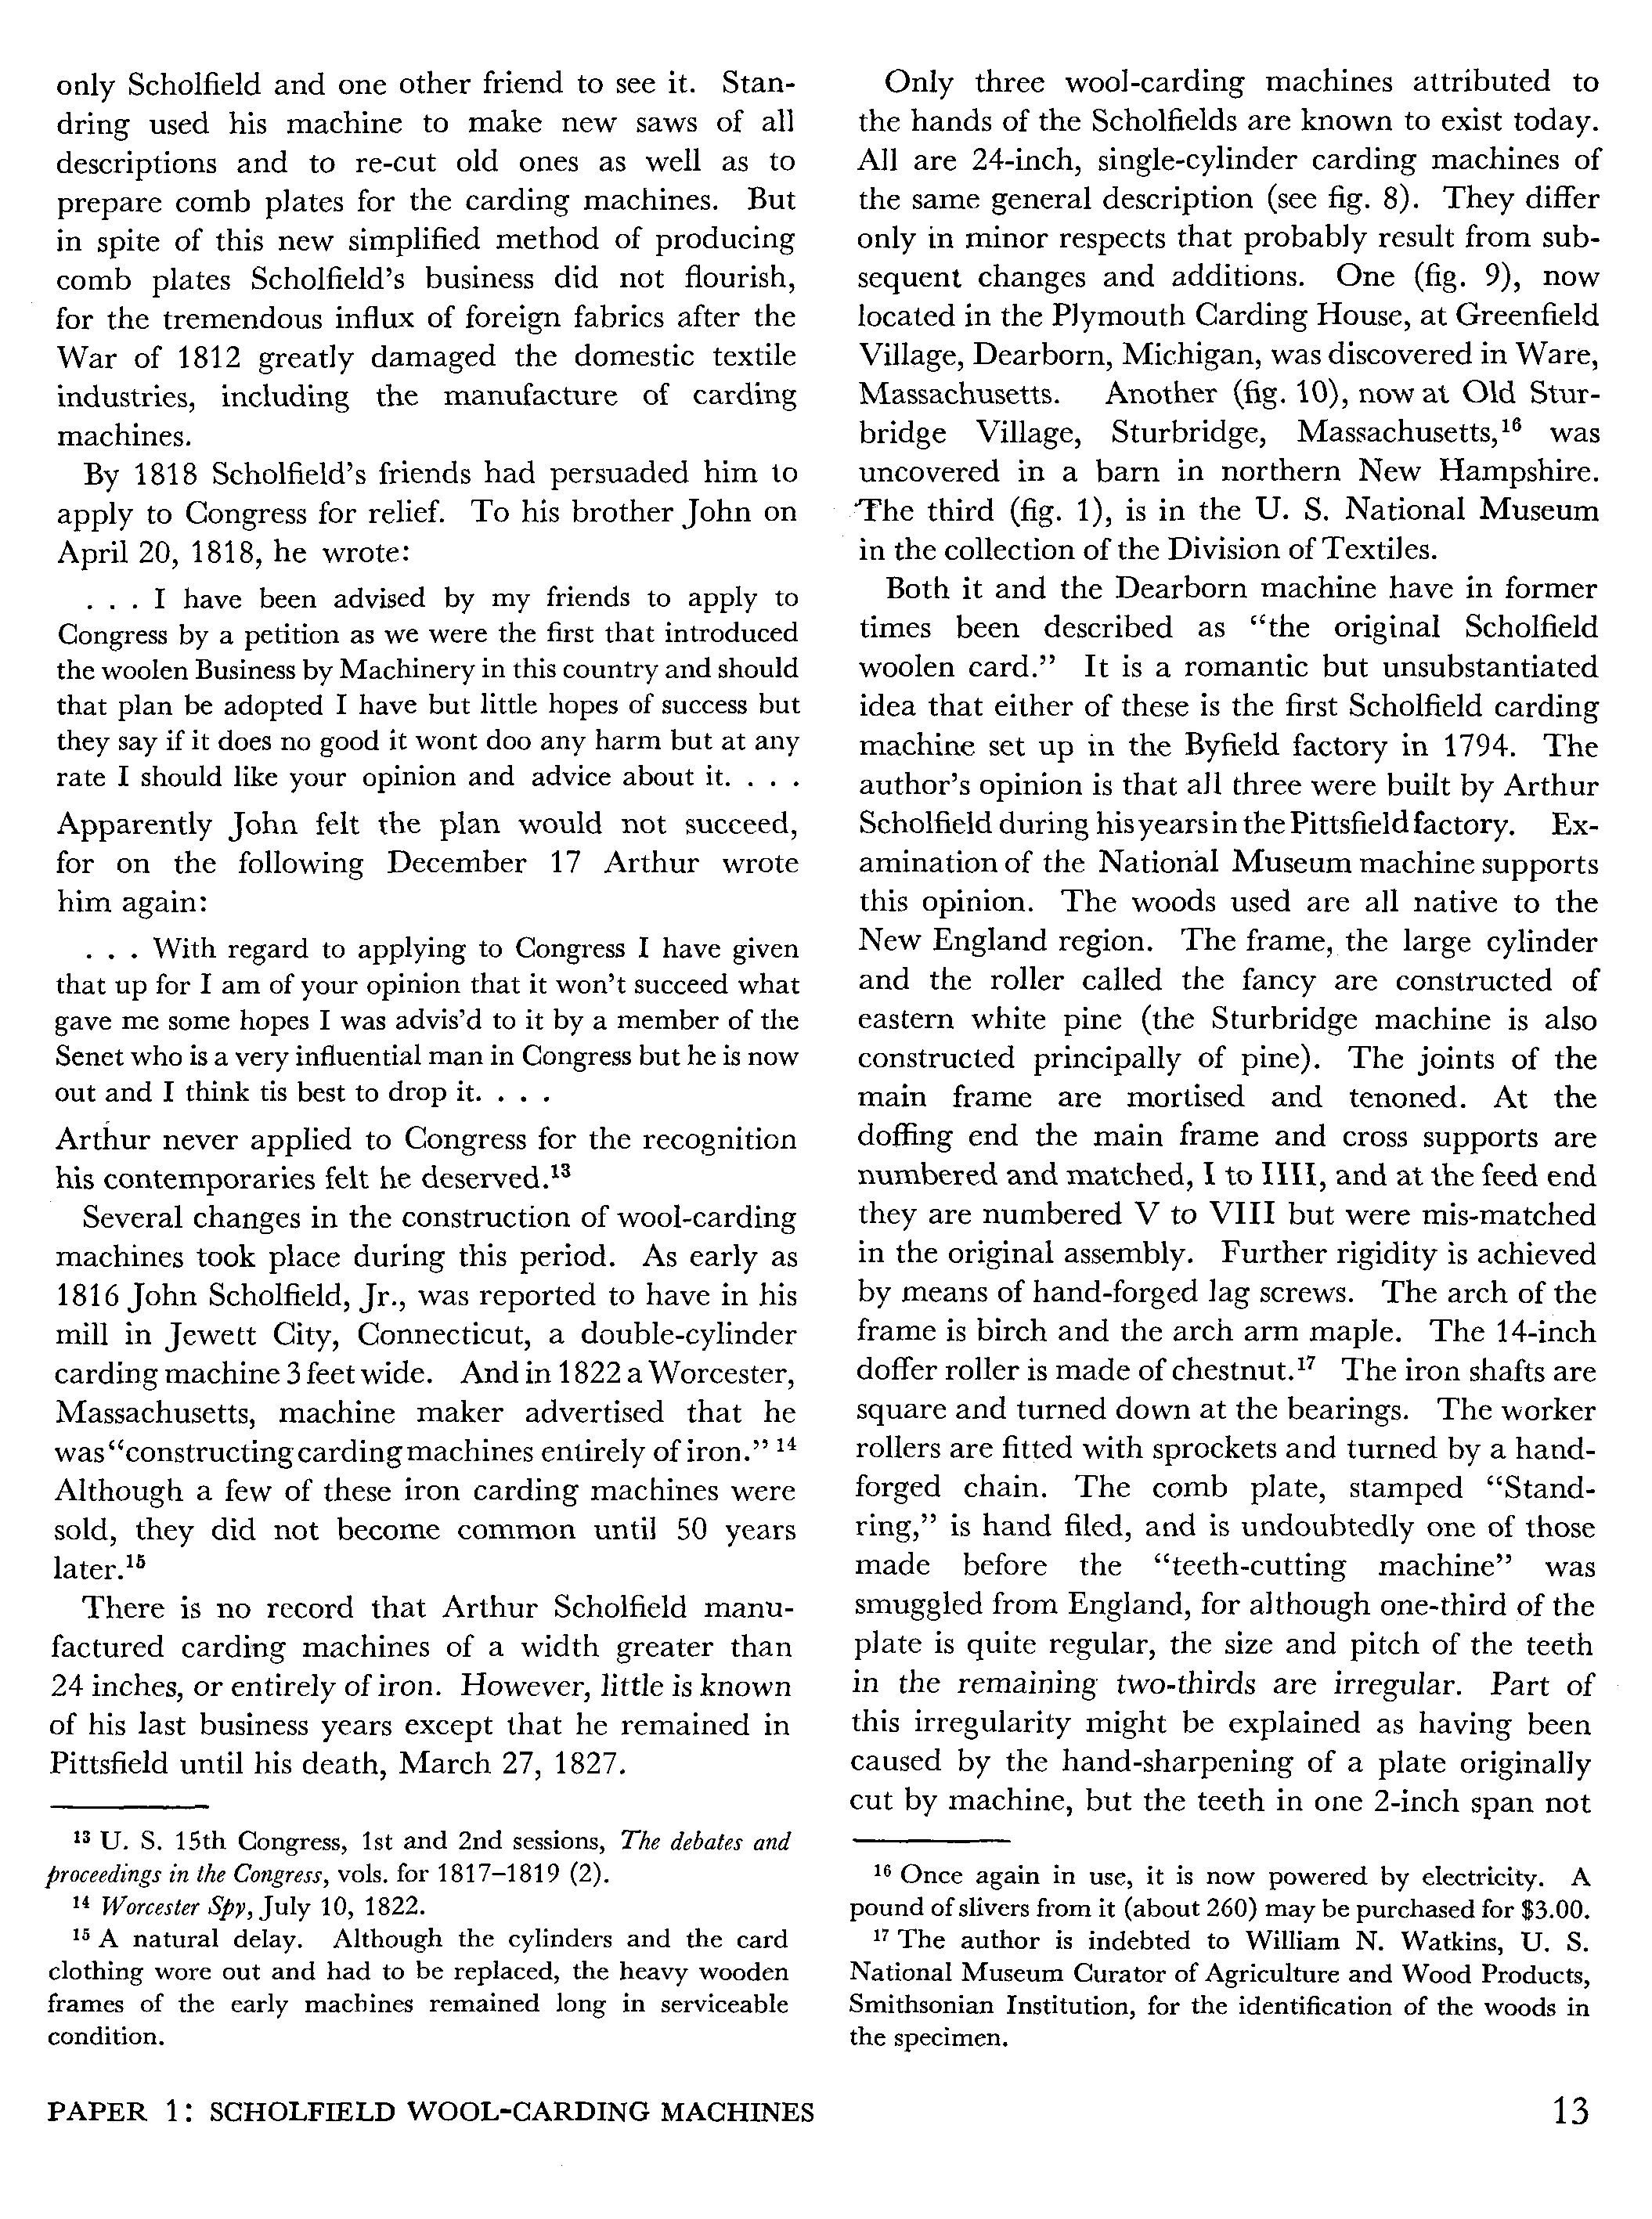 only Scholfield and one other friend to see it. Stan-
dring used his machine to make new saws of all
descriptions and to re-cut old ones as well as to
prepare comb plates for the carding machines. But
in spite of this new simplified method of producing
comb plates Scholfield's business did not flourish,
for the tremendous influx of foreign fabrics after the
War of 1812 greatly damaged the domestic textile
industries, including the manufacture of carding
machines.
By 1818 Scholfield's friends had persuaded him to
apply to Congress for relief. To his brother John on
April 20, 1818, he wrote:
. . . I have been advised by my friends to apply to
Congress by a petition as we were the first that introduced
the woolen Business by Machinery in this country and should
that plan be adopted I have but little hopes of success but
they say if it does no good it wont doo any harm but at any
rate I should like your opinion and advice about it. . . .
Apparently John felt the plan would not succeed,
for on the following December 17 Arthur wrote
him again:
. . . With regard to applying to Congress I have given
that up for I am of your opinion that it won't succeed what
gave me some hopes I was advis'd to it by a member of the
Senet who is a very influential man in Congress but he is now
out and I think tis best to drop it. . . .
Arthur never applied to Congress for the recognition
his contemporaries felt he deserved.¹³
Several changes in the construction of wool-carding
machines took place during this period. As early as
1816 John Scholfield, Jr., was reported to have in his
mill in Jewett City, Connecticut, a double-cylinder
carding machine 3 feet wide. And in 1822 a Worcester,
Massachusetts, machine maker advertised that he
was “constructing carding machines entirely of iron.” ¹⁴
Although a few of these iron carding machines were
sold, they did not become common until 50 years
later.¹⁵
There is no record that Arthur Scholfield manu-
factured carding machines of a width greater than
24 inches, or entirely of iron. However, little is known
of his last business years except that he remained in
Pittsfield until his death, March 27, 1827.
¹³ U. S. 15th Congress, 1st and 2nd sessions, The debates and
proceedings in the Congress, vols. for 1817–1819 (2).
¹⁴ Worcester Spy, July 10, 1822.
¹⁵ A natural delay. Although the cylinders and the card
clothing wore out and had to be replaced, the heavy wooden
frames of the early machines remained long in serviceable
condition.
Only three wool-carding machines attributed to
the hands of the Scholfields are known to exist today.
All are 24-inch, single-cylinder carding machines of
the same general description (see fig. 8). They differ
only in minor respects that probably result from sub-
sequent changes and additions. One (fig. 9), now
located in the Plymouth Carding House, at Greenfield
Village, Dearborn, Michigan, was discovered in Ware,
Massachusetts. Another (fig. 10), now at Old Stur-
bridge Village, Sturbridge, Massachusetts,¹⁶ was
uncovered in a barn in northern New Hampshire.
The third (fig. 1), is in the U. S. National Museum
in the collection of the Division of Textiles.
Both it and the Dearborn machine have in former
times been described as “the original Scholfield
woolen card.” It is a romantic but unsubstantiated
idea that either of these is the first Scholfield carding
machine set up in the Byfield factory in 1794. The
author's opinion is that all three were built by Arthur
Scholfield during his years in the Pittsfield factory. Ex-
amination of the National Museum machine supports
this opinion. The woods used are all native to the
New England region. The frame, the large cylinder
and the roller called the fancy are constructed of
eastern white pine (the Sturbridge machine is also
constructed principally of pine). The joints of the
main frame are mortised and tenoned. At the
doffing end the main frame and cross supports are
numbered and matched, I to IIII, and at the feed end
they are numbered V to VIII but were mis-matched
in the original assembly. Further rigidity is achieved
by means of hand-forged lag screws. The arch of the
frame is birch and the arch arm maple. The 14-inch
doffer roller is made of chestnut.¹⁷ The iron shafts are
square and turned down at the bearings. The worker
rollers are fitted with sprockets and turned by a hand-
forged chain. The comb plate, stamped “Stand-
ring,” is hand filed, and is undoubtedly one of those
made before the “teeth-cutting machine” was
smuggled from England, for although one-third of the
plate is quite regular, the size and pitch of the teeth
in the remaining two-thirds are irregular. Part of
this irregularity might be explained as having been
caused by the hand-sharpening of a plate originally
cut by machine, but the teeth in one 2-inch span not
¹⁶ Once again in use, it is now powered by electricity. A
pound of slivers from it (about 260) may be purchased for $3.00.
¹⁷ The author is indebted to William N. Watkins, U. S.
National Museum Curator of Agriculture and Wood Products,
Smithsonian Institution, for the identification of the woods in
the specimen.
PAPER 1: SCHOLFIELD WOOL-CARDING MACHINES
13